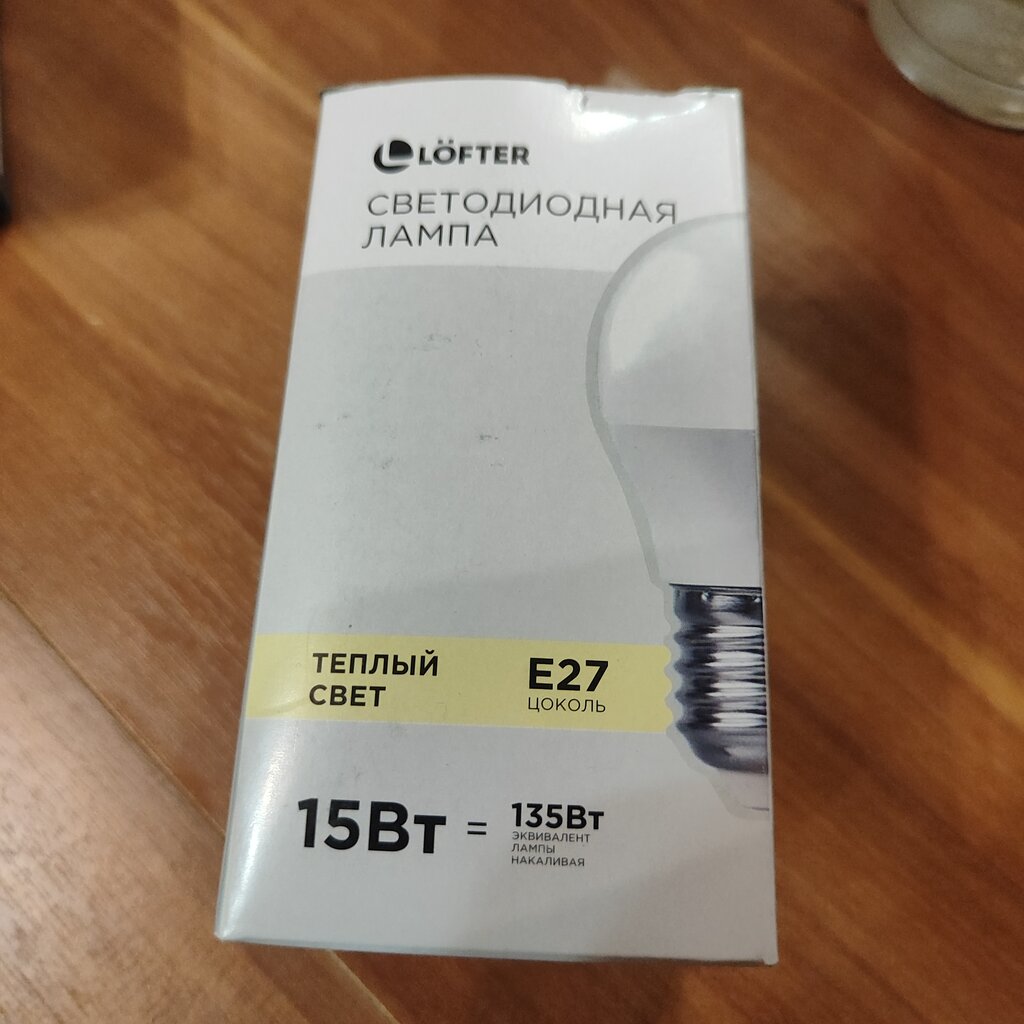 LÖFTER
СВЕТОДИОДНАЯ
ЛАМПА
ТЕПЛЫЙ
СВЕТ
E27
ЦОКОЛЬ
15Вт = 135Вт
ЭКВИВАЛЕНТ
ЛАМПЫ
НАКАЛИВАЯ